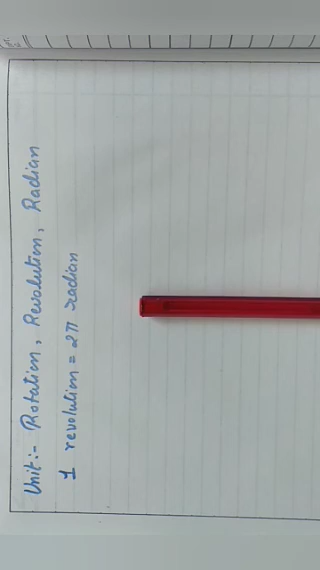 Unit:- Rotation, Revolution, Radian
1 revolution = 2π radian